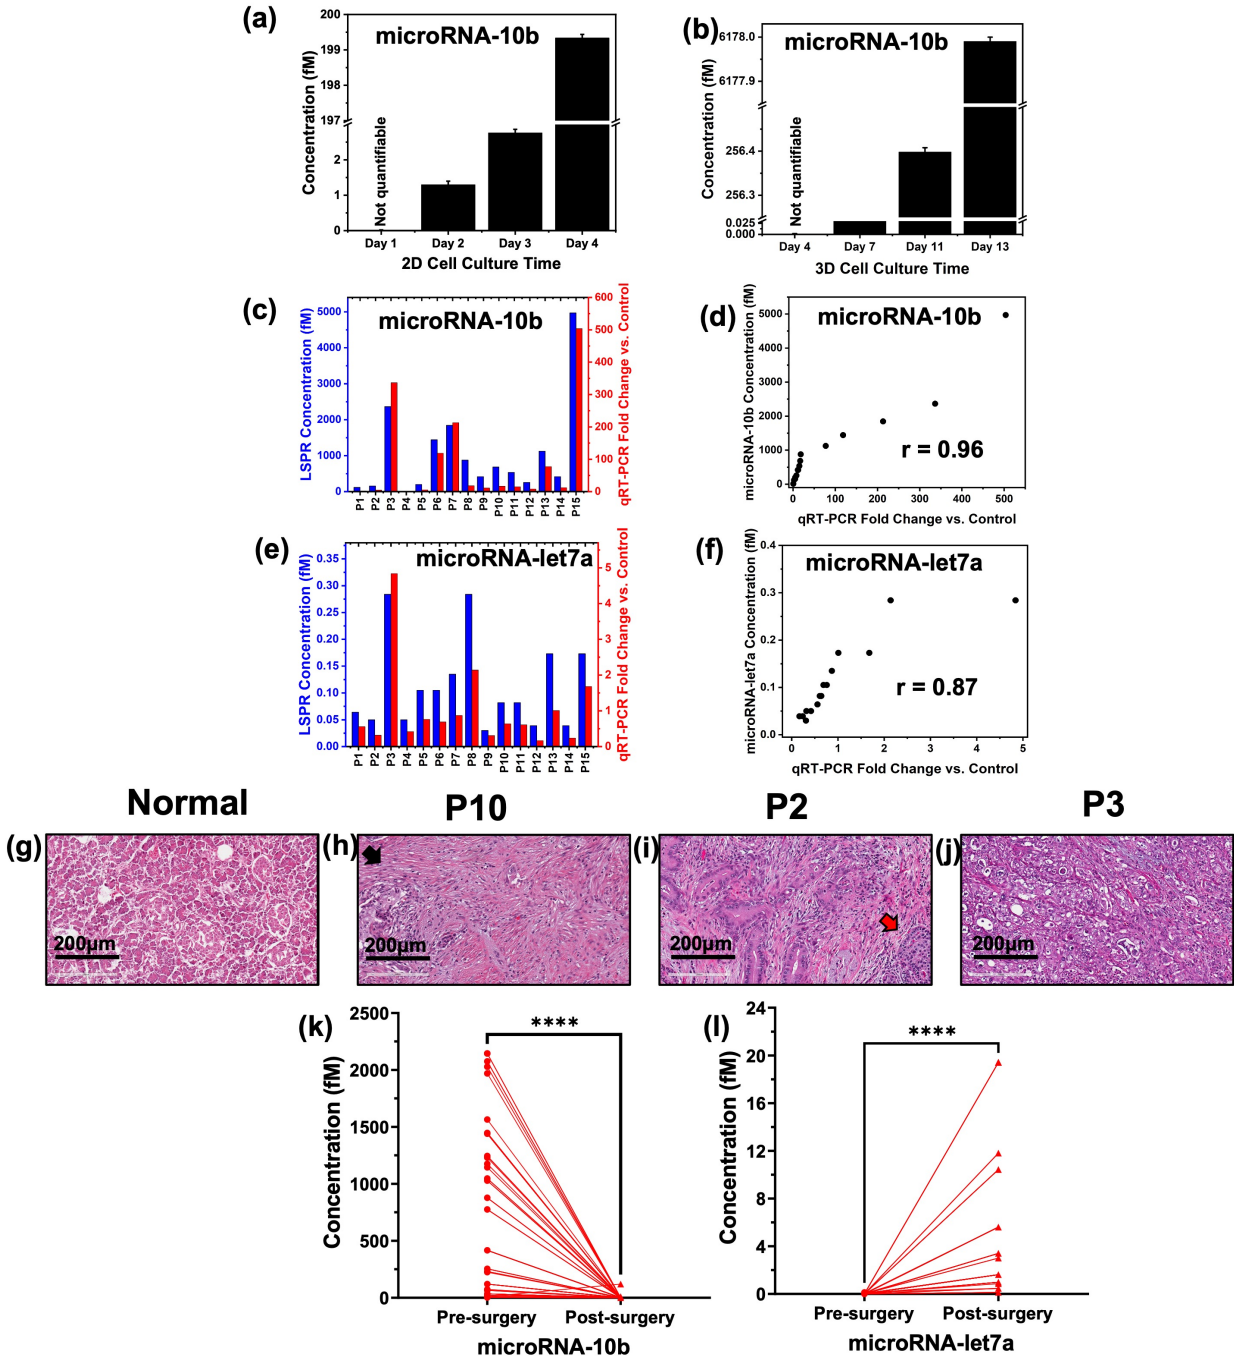 (a)
microRNA-10b
Concentration (fM)
200
199
198
197
2
1
0
Not quantifiable
Day 1 Day 2 Day 3 Day 4
2D Cell Culture Time
(b)
microRNA-10b
Concentration (fM)
6178.0
6177.9
256.4
256.3
0.025
0.000
Not quantifiable
Day 4 Day 7 Day 11 Day 13
3D Cell Culture Time
(c)
microRNA-10b
LSPR Concentration (fM)
5000
4000
3000
2000
1000
0
qRT-PCR Fold Change vs. Control
600
500
400
300
200
100
0
P1 P2 P3 P4 P5 P6 P7 P8 P9 P10 P11 P12 P13 P14 P15
(d)
microRNA-10b
microRNA-10b Concentration (fM)
5000
4000
3000
2000
1000
0
r = 0.96
0 100 200 300 400 500
qRT-PCR Fold Change vs. Control
(e)
microRNA-let7a
LSPR Concentration (fM)
0.35
0.30
0.25
0.20
0.15
0.10
0.05
0.00
qRT-PCR Fold Change vs. Control
5
4
3
2
1
0
P1 P2 P3 P4 P5 P6 P7 P8 P9 P10 P11 P12 P13 P14 P15
(f)
microRNA-let7a
microRNA-let7a Concentration (fM)
0.4
0.3
0.2
0.1
0.0
r = 0.87
0 1 2 3 4 5
qRT-PCR Fold Change vs. Control
Normal
P10
P2
P3
(g)
200µm
(h)
200µm
(i)
200µm
(j)
200µm
(k)
Concentration (fM)
2500
2000
1500
1000
500
0
****
Pre-surgery Post-surgery
microRNA-10b
(l)
Concentration (fM)
24
20
16
12
8
4
0
****
Pre-surgery Post-surgery
microRNA-let7a